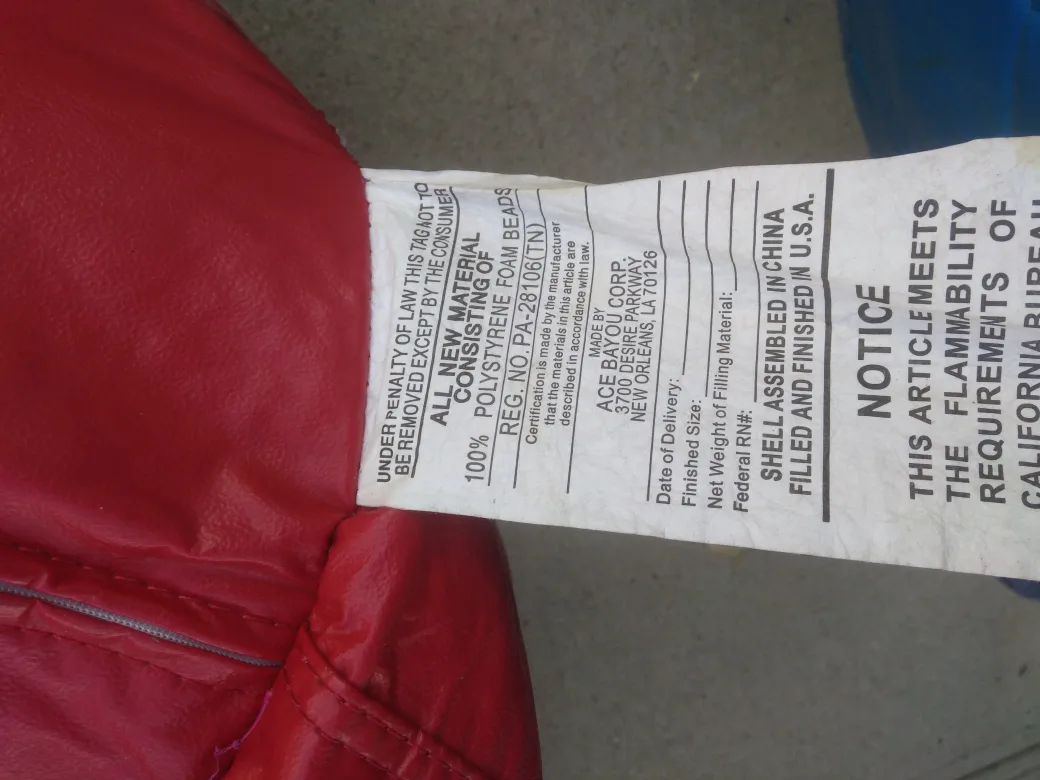 UNDER PENALTY OF LAW THIS TAG NOT TO
BE REMOVED EXCEPT BY THE CONSUMER
ALL NEW MATERIAL
CONSISTING OF
100% POLYSTYRENE FOAM BEADS
REG. NO. PA-28106(TN)
Certification is made by the manufacturer
that the materials in this article are
described in accordance with law.
MADE BY
ACE BAYOU CORP.
3700 DESIRE PARKWAY
NEW ORLEANS, LA 70126
Date of Delivery:
Finished Size:
Net Weight of Filling Material:
Federal RN#:
SHELL ASSEMBLED IN CHINA
FILLED AND FINISHED IN U.S.A.
NOTICE
THIS ARTICLE MEETS
THE FLAMMABILITY
REQUIREMENTS OF
CALIFORNIA BUREAU